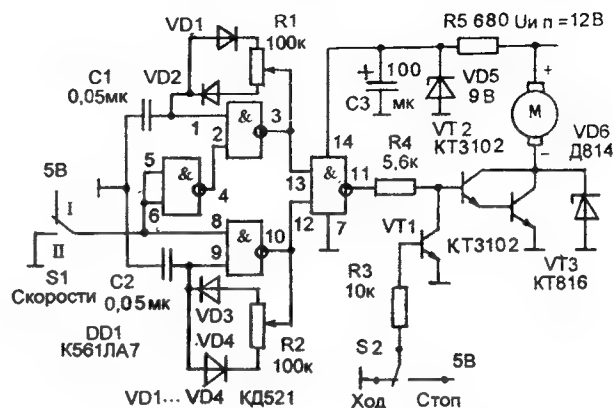 VD1
R1
100к
R5 680 Uи п =12В
C1
0,05мк
VD2
&
1
2
3
+
100
мк
C3
VD5
9 В
+
М
-
VD6
Д814
VT 2
КТ3102
5В
5
6
&
4
14
&
13
12
11
7
R4
5,6к
I
II
S1
Скорости
8
9
&
10
VT1
КТ3102
VT3
КТ816
C2
0,05мк
R3
10к
DD1
К561ЛА7
VD3
VD4
R2
100к
S2
5В
VD1... VD4
КД521
Ход
Стоп